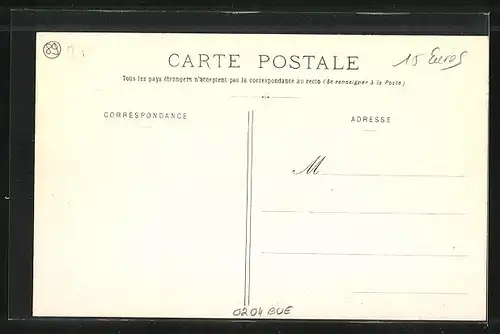 89
15 Euros
CARTE POSTALE
Tous les pays étrangers n'acceptent pas la correspondance au recto (Se renseigner à la Poste)
CORRESPONDANCE
ADRESSE
M
0204 BUE